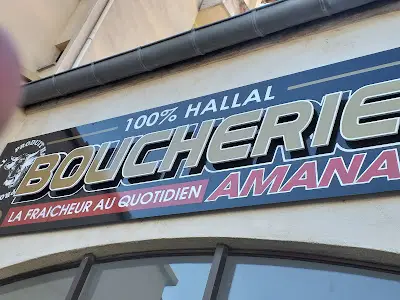 100% HALLAL
BOUCHERIE
LA FRAICHEUR AU QUOTIDIEN AMANA